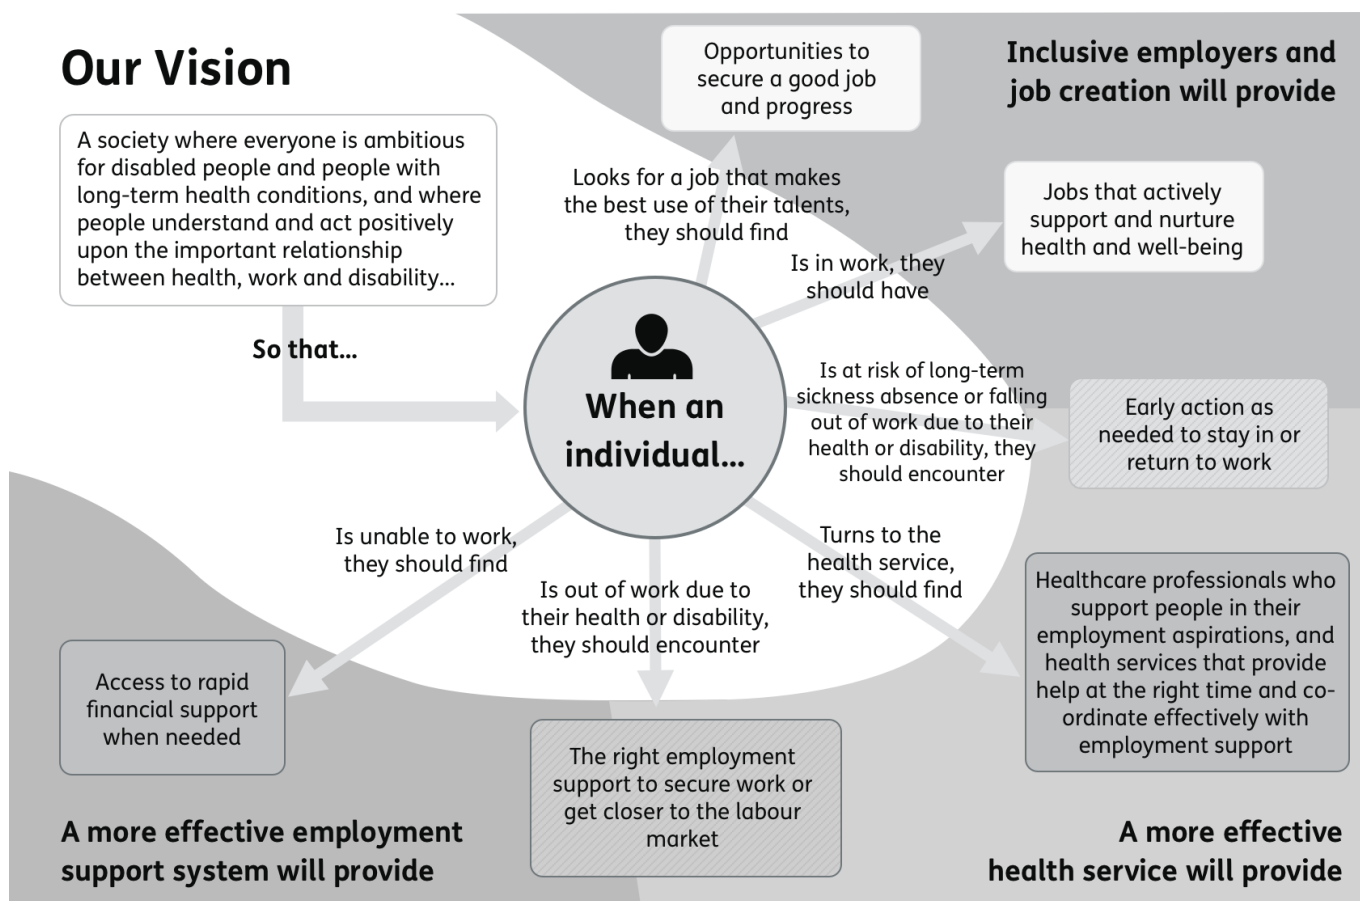 Our Vision
A society where everyone is ambitious
for disabled people and people with
long-term health conditions, and where
people understand and act positively
upon the important relationship
between health, work and disability...
So that...
When an
individual...
Looks for a job that makes
the best use of their talents,
they should find
Opportunities to
secure a good job
and progress
Inclusive employers and
job creation will provide
Is in work, they
should have
Jobs that actively
support and nurture
health and well-being
Is at risk of long-term
sickness absence or falling
out of work due to their
health or disability, they
should encounter
Early action as
needed to stay in or
return to work
Turns to the
health service,
they should find
Healthcare professionals who
support people in their
employment aspirations, and
health services that provide
help at the right time and co-
ordinate effectively with
employment support
A more effective
health service will provide
Is out of work due to
their health or disability,
they should encounter
The right employment
support to secure work or
get closer to the labour
market
Is unable to work,
they should find
Access to rapid
financial support
when needed
A more effective employment
support system will provide